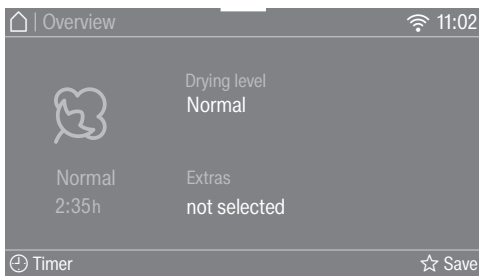 | Overview 11:02
Drying level
Normal
Normal
2:35h
Extras
not selected
Timer Save